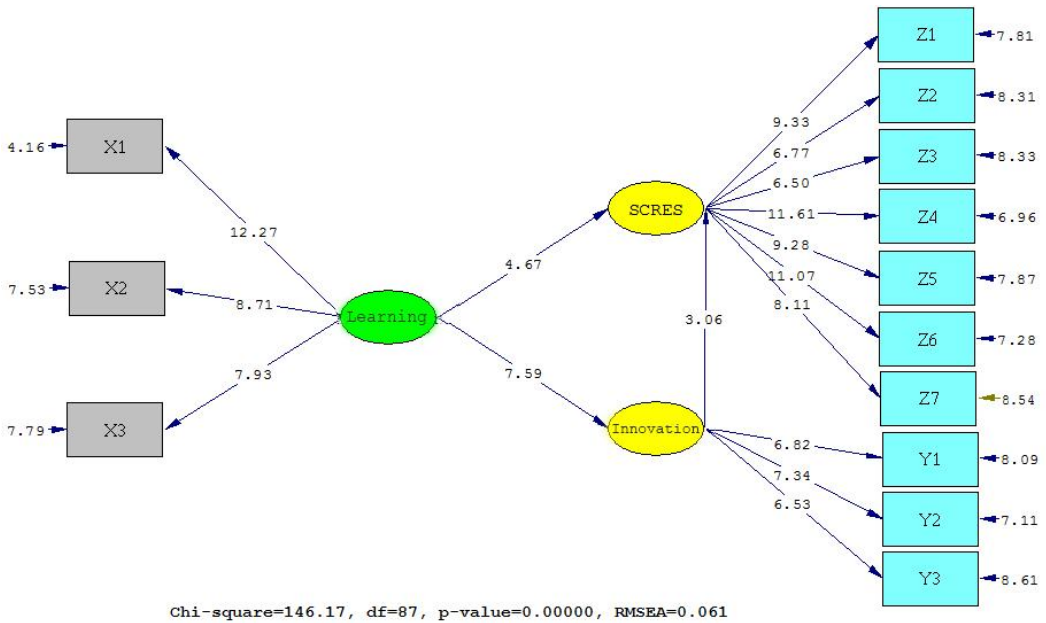 Z1
7.81
Z2
8.31
9.33
4.16
X1
6.77
Z3
8.33
6.50
SCRES
11.61
Z4
6.96
12.27
9.28
4.67
11.07
Z5
7.87
7.53
X2
8.71
8.11
Learning
3.06
Z6
7.28
7.93
7.59
Z7
8.54
7.79
X3
Innovation
6.82
Y1
8.09
7.34
6.53
Y2
7.11
Y3
8.61
Chi-square=146.17, df=87, p-value=0.00000, RMSEA=0.061